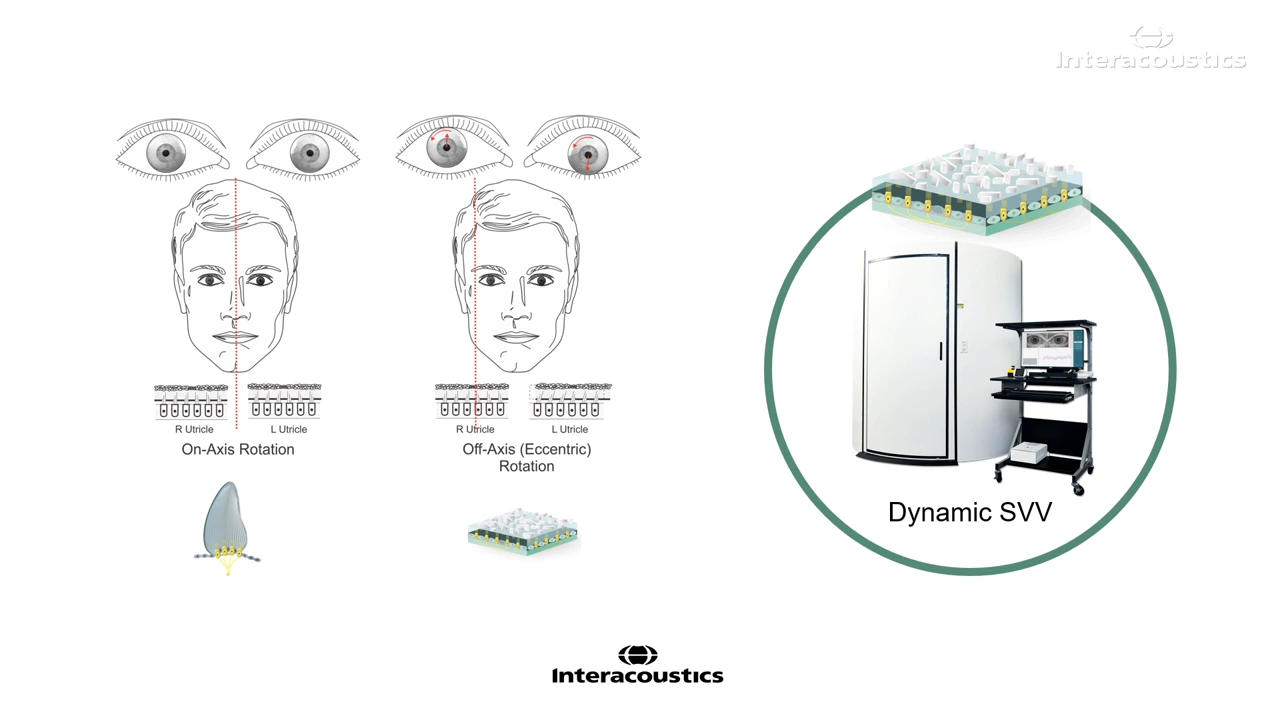 Interacoustics
R Utricle
L Utricle
On-Axis Rotation
R Utricle
L Utricle
Off-Axis (Eccentric)
Rotation
Dynamic SVV
Interacoustics